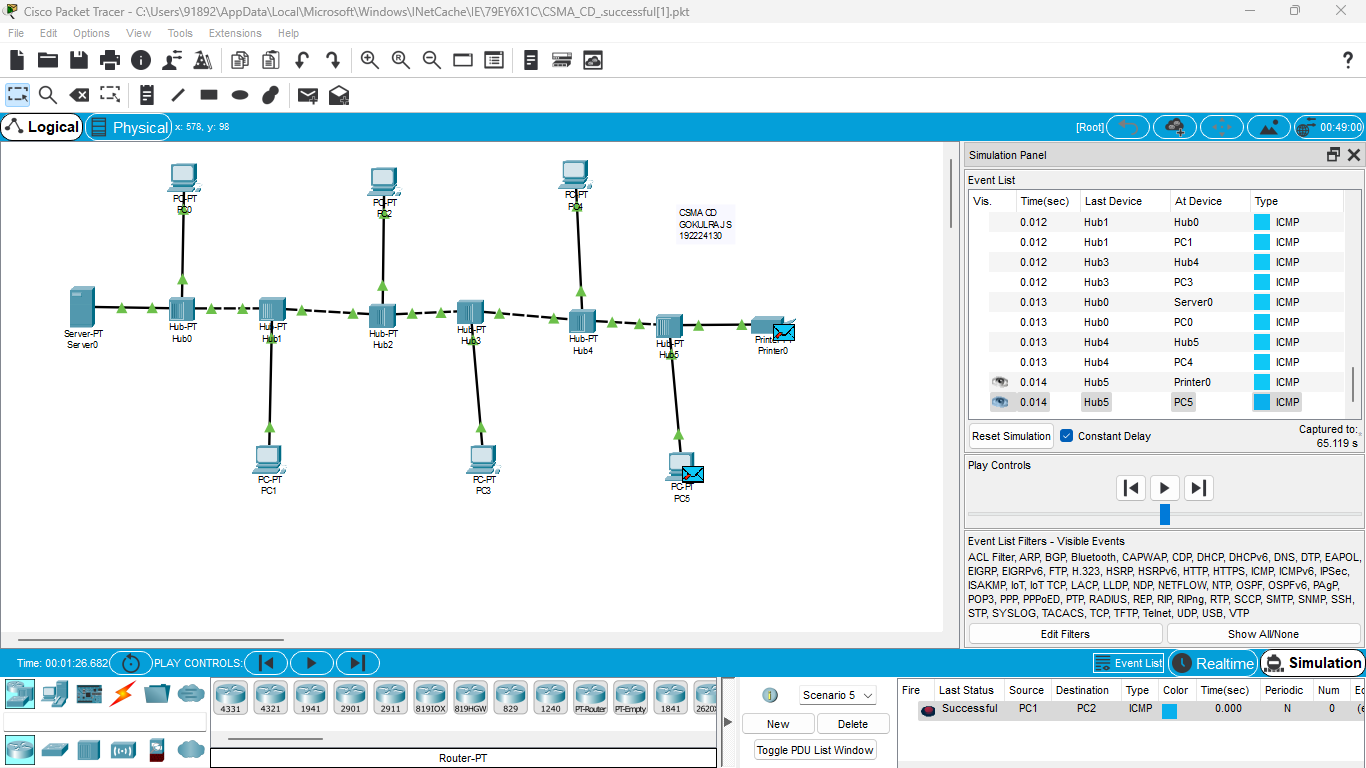 Cisco Packet Tracer - C:\Users\91892\AppData\Local\Microsoft\Windows\INetCache\IE\79EY6X1C\CSMA_CD_.successful[1].pkt
File Edit Options View Tools Extensions Help
Logical Physical x: 578, y: 98 [Root] 00:49:00
PC-PT
PC0
PC-PT
PC2
PC-PT
PC4
CSMA CD
GOKULRAJ S
192224130
Server-PT
Server0
Hub-PT
Hub0
Hub-PT
Hub1
Hub-PT
Hub2
Hub-PT
Hub3
Hub-PT
Hub4
Hub-PT
Hub5
Printer-PT
Printer0
PC-PT
PC1
PC-PT
PC3
PC-PT
PC5
Simulation Panel
Event List
Vis. Time(sec) Last Device At Device Type
0.012 Hub1 Hub0 ICMP
0.012 Hub1 PC1 ICMP
0.012 Hub3 Hub4 ICMP
0.012 Hub3 PC3 ICMP
0.013 Hub0 Server0 ICMP
0.013 Hub0 PC0 ICMP
0.013 Hub4 Hub5 ICMP
0.013 Hub4 PC4 ICMP
0.014 Hub5 Printer0 ICMP
0.014 Hub5 PC5 ICMP
Reset Simulation Constant Delay Captured to:
65.119 s
Play Controls
Event List Filters - Visible Events
ACL Filter, ARP, BGP, Bluetooth, CAPWAP, CDP, DHCP, DHCPv6, DNS, DTP, EAPOL,
EIGRP, EIGRPv6, FTP, H.323, HSRP, HSRPv6, HTTP, HTTPS, ICMP, ICMPv6, IPSec,
ISAKMP, IoT, IoT TCP, LACP, LLDP, NDP, NETFLOW, NTP, OSPF, OSPFv6, PAgP,
POP3, PPP, PPPoED, PTP, RADIUS, REP, RIP, RIPng, RTP, SCCP, SMTP, SNMP, SSH,
STP, SYSLOG, TACACS, TCP, TFTP, Telnet, UDP, USB, VTP
Edit Filters Show All/None
Time: 00:01:26.682 PLAY CONTROLS: Event List Realtime Simulation
4331 4321 1941 2901 2911 819IOX 819HGW 829 1240 PT-Router PT-Empty 1841 2620X
Router-PT
Scenario 5
New Delete
Toggle PDU List Window
Fire Last Status Source Destination Type Color Time(sec) Periodic Num Ed
Successful PC1 PC2 ICMP 0.000 N 0 (e